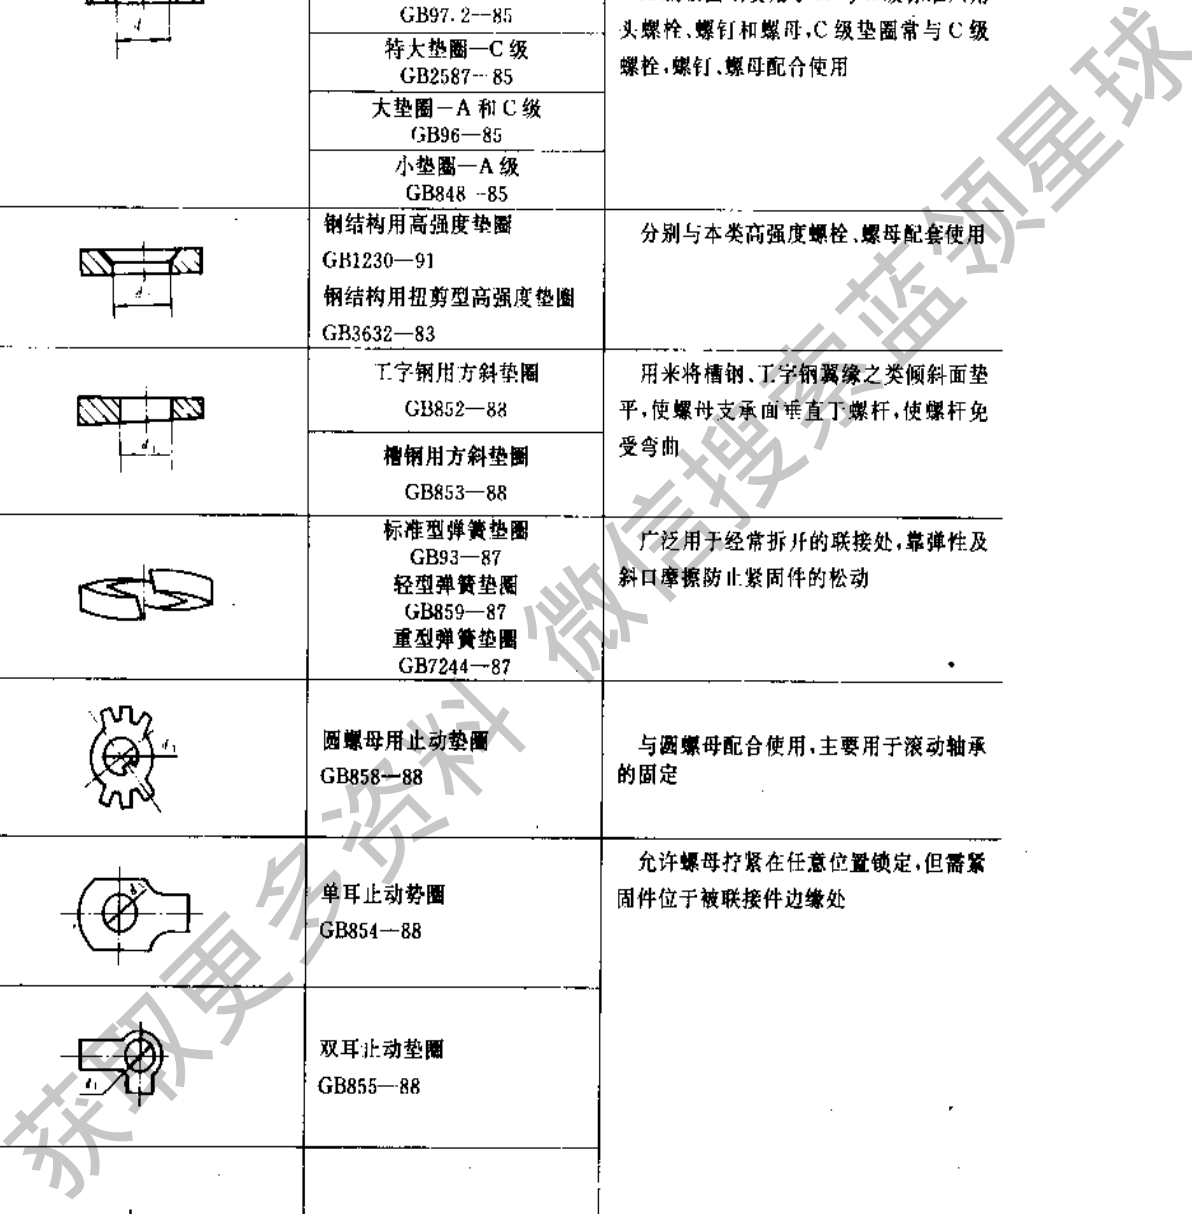 GB97.2--85
头螺栓、螺钉和螺母,C级垫圈常与C级
特大垫圈—C级
GB2587--85
螺栓,螺钉、螺母配合使用
大垫圈—A和C级
GB96—85
小垫圈—A级
GB848--85
钢结构用高强度垫圈
GB1230—91
钢结构用扭剪型高强度垫圈
GB3632—83
分别与本类高强度螺栓、螺母配套使用
d
工字钢用方斜垫圈
GB852—88
槽钢用方斜垫圈
GB853—88
用来将槽钢、工字钢翼缘之类倾斜面垫
平,使螺母支承面垂直于螺杆,使螺杆免
受弯曲
d1
标准型弹簧垫圈
GB93—87
轻型弹簧垫圈
GB859—87
重型弹簧垫圈
GB7244—87
广泛用于经常拆开的联接处,靠弹性及
斜口摩擦防止紧固件的松动
d1
圆螺母用止动垫圈
GB858—88
与圆螺母配合使用,主要用于滚动轴承
的固定
单耳止动垫圈
GB854—88
允许螺母拧紧在任意位置锁定,但需紧
固件位于被联接件边缘处
d1
双耳止动垫圈
GB855—88
获取更多资料 微信搜索蓝领星球